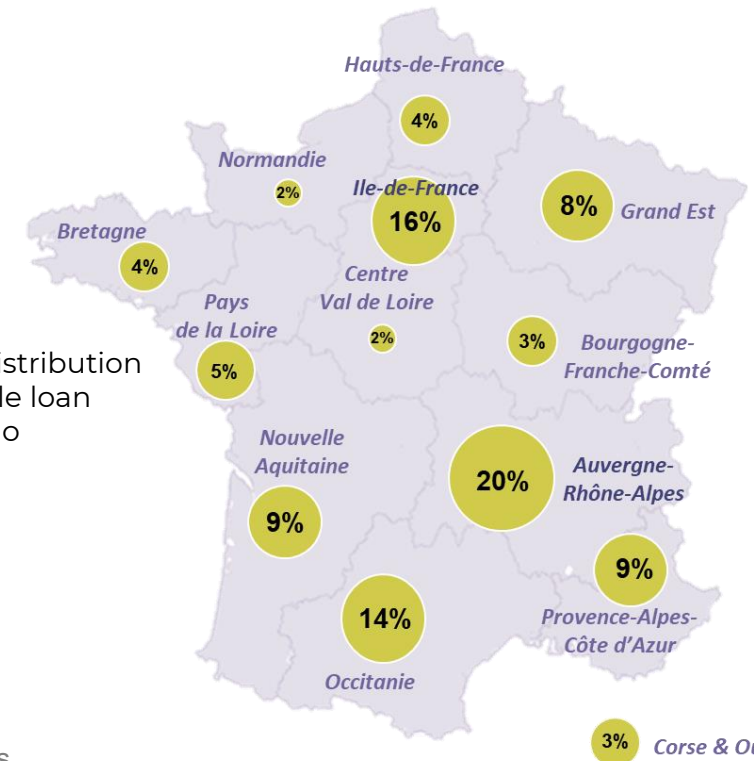 Hauts-de-France
4%
Normandie
2%
Ile-de-France
16%
8%
Grand Est
Bretagne
4%
Centre
Val de Loire
2%
Pays
de la Loire
5%
3%
Bourgogne-
Franche-Comté
istribution
le loan
o
Nouvelle
Aquitaine
9%
20%
Auvergne-
Rhône-Alpes
9%
Provence-Alpes-
Côte d’Azur
14%
Occitanie
3%
Corse &